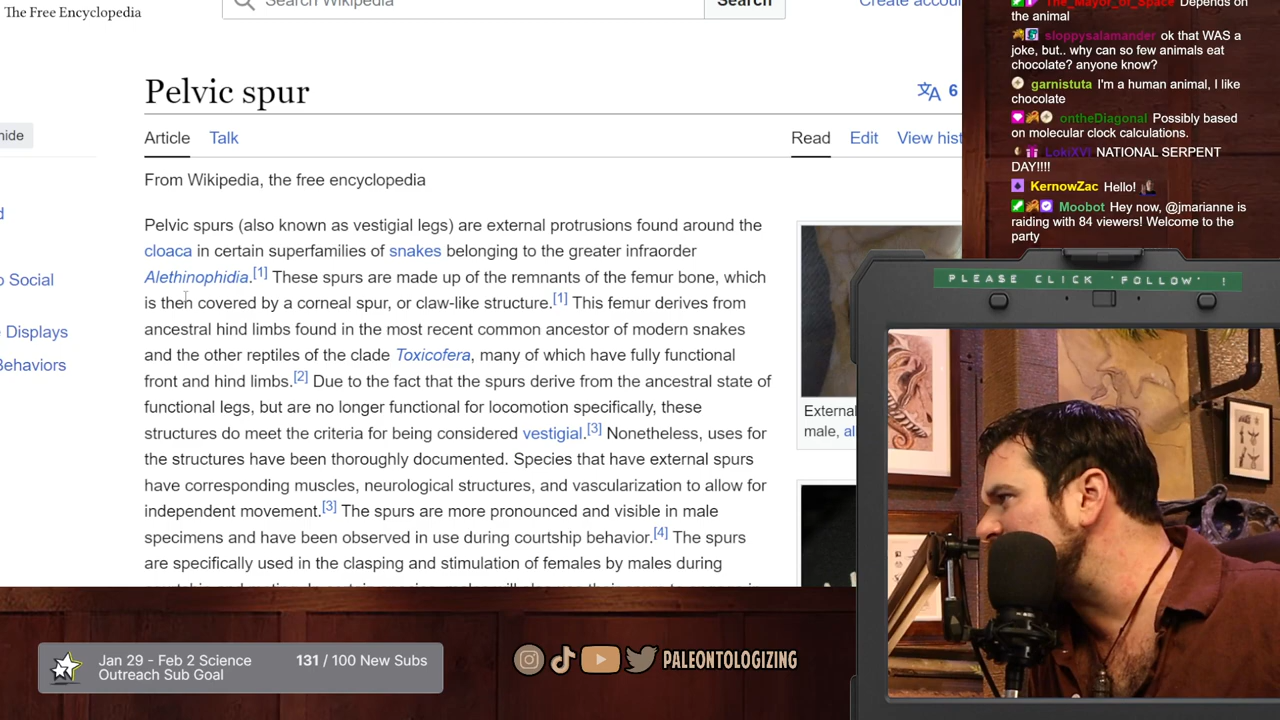 The Free Encyclopedia
Search Wikipedia
Search
Create accou
Pelvic spur
6
hide
Article
Talk
Read
Edit
View hist
From Wikipedia, the free encyclopedia
Pelvic spurs (also known as vestigial legs) are external protrusions found around the
cloaca in certain superfamilies of snakes belonging to the greater infraorder
Alethinophidia.[1] These spurs are made up of the remnants of the femur bone, which
is then covered by a corneal spur, or claw-like structure.[1] This femur derives from
ancestral hind limbs found in the most recent common ancestor of modern snakes
and the other reptiles of the clade Toxicofera, many of which have fully functional
front and hind limbs.[2] Due to the fact that the spurs derive from the ancestral state of
functional legs, but are no longer functional for locomotion specifically, these
structures do meet the criteria for being considered vestigial.[3] Nonetheless, uses for
the structures have been thoroughly documented. Species that have external spurs
have corresponding muscles, neurological structures, and vascularization to allow for
independent movement.[3] The spurs are more pronounced and visible in male
specimens and have been observed in use during courtship behavior.[4] The spurs
are specifically used in the clasping and stimulation of females by males during
d
o Social
e Displays
Behaviors
External
male, al
The_Mayor_of_Space Depends on
the animal
sloppysalamander ok that WAS a
joke, but.. why can so few animals eat
chocolate? anyone know?
garnistuta I'm a human animal, I like
chocolate
ontheDiagonal Possibly based
on molecular clock calculations.
LokiXVI NATIONAL SERPENT
DAY!!!!
KernowZac Hello!
Moobot Hey now, @jmarianne is
raiding with 84 viewers! Welcome to the
party
PLEASE CLICK 'FOLLOW' !
Jan 29 - Feb 2 Science
Outreach Sub Goal
131 / 100 New Subs
PALEONTOLOGIZING